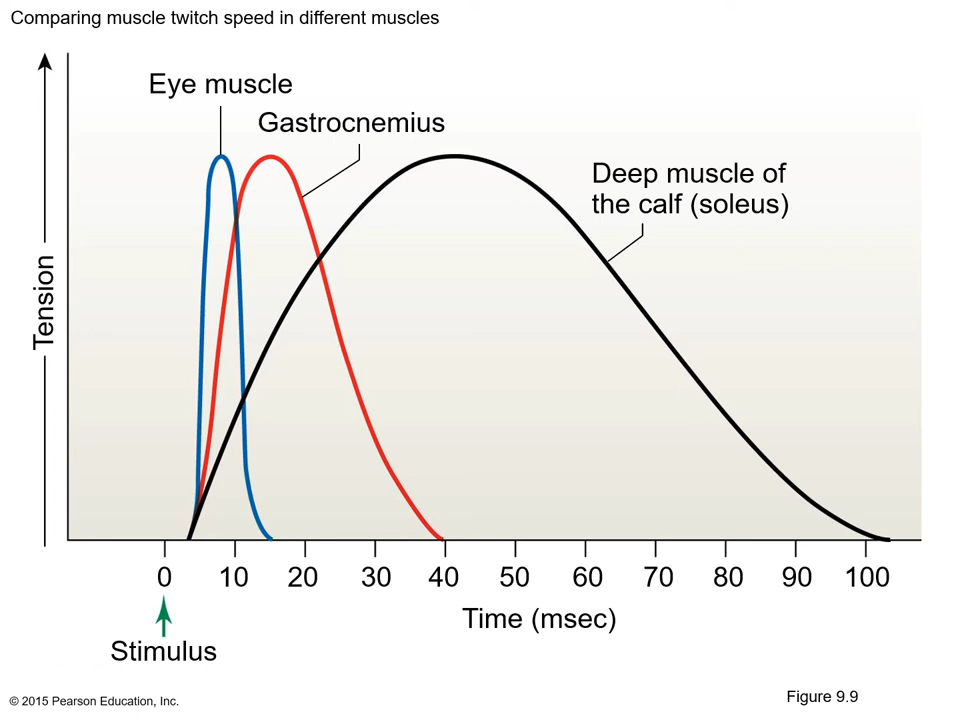 Comparing muscle twitch speed in different muscles
Eye muscle
Gastrocnemius
Deep muscle of
the calf (soleus)
Tension
0 10 20 30 40 50 60 70 80 90 100
Time (msec)
Stimulus
© 2015 Pearson Education, Inc.
Figure 9.9